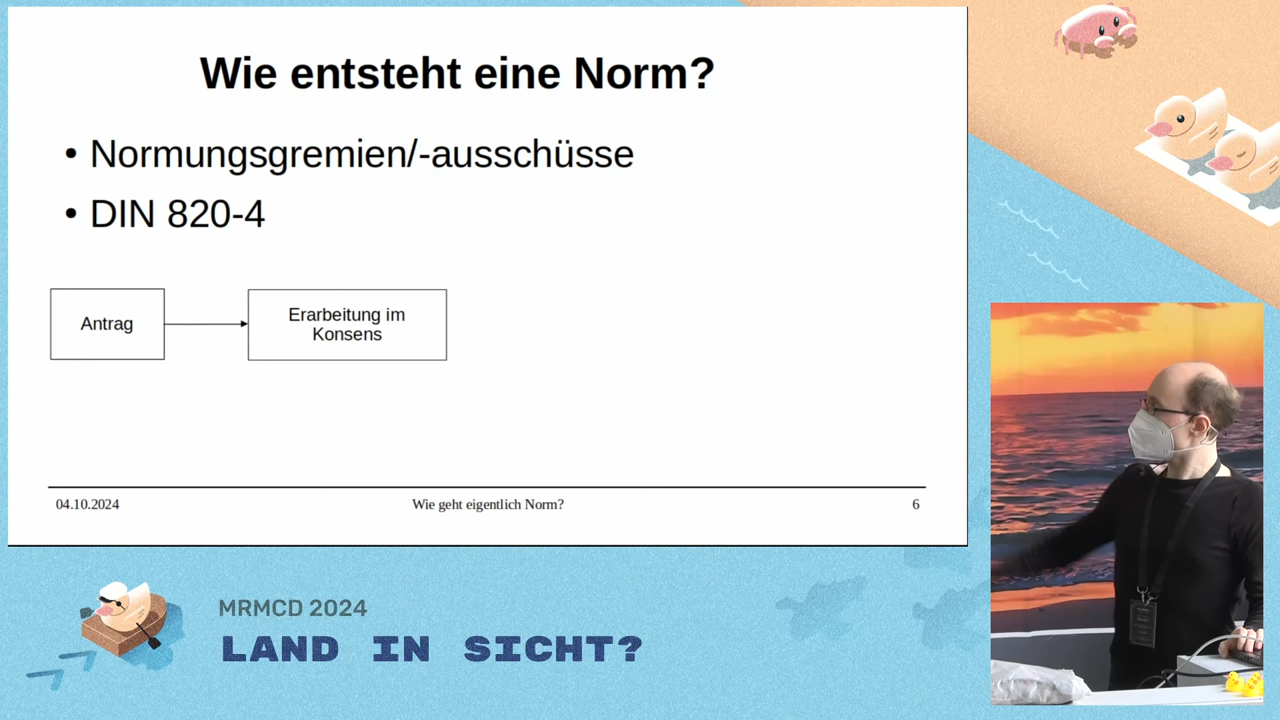 Wie entsteht eine Norm?
• Normungsgremien/-ausschüsse
• DIN 820-4
Antrag
Erarbeitung im
Konsens
04.10.2024
Wie geht eigentlich Norm?
6
MRMCD 2024
LAND IN SICHT?